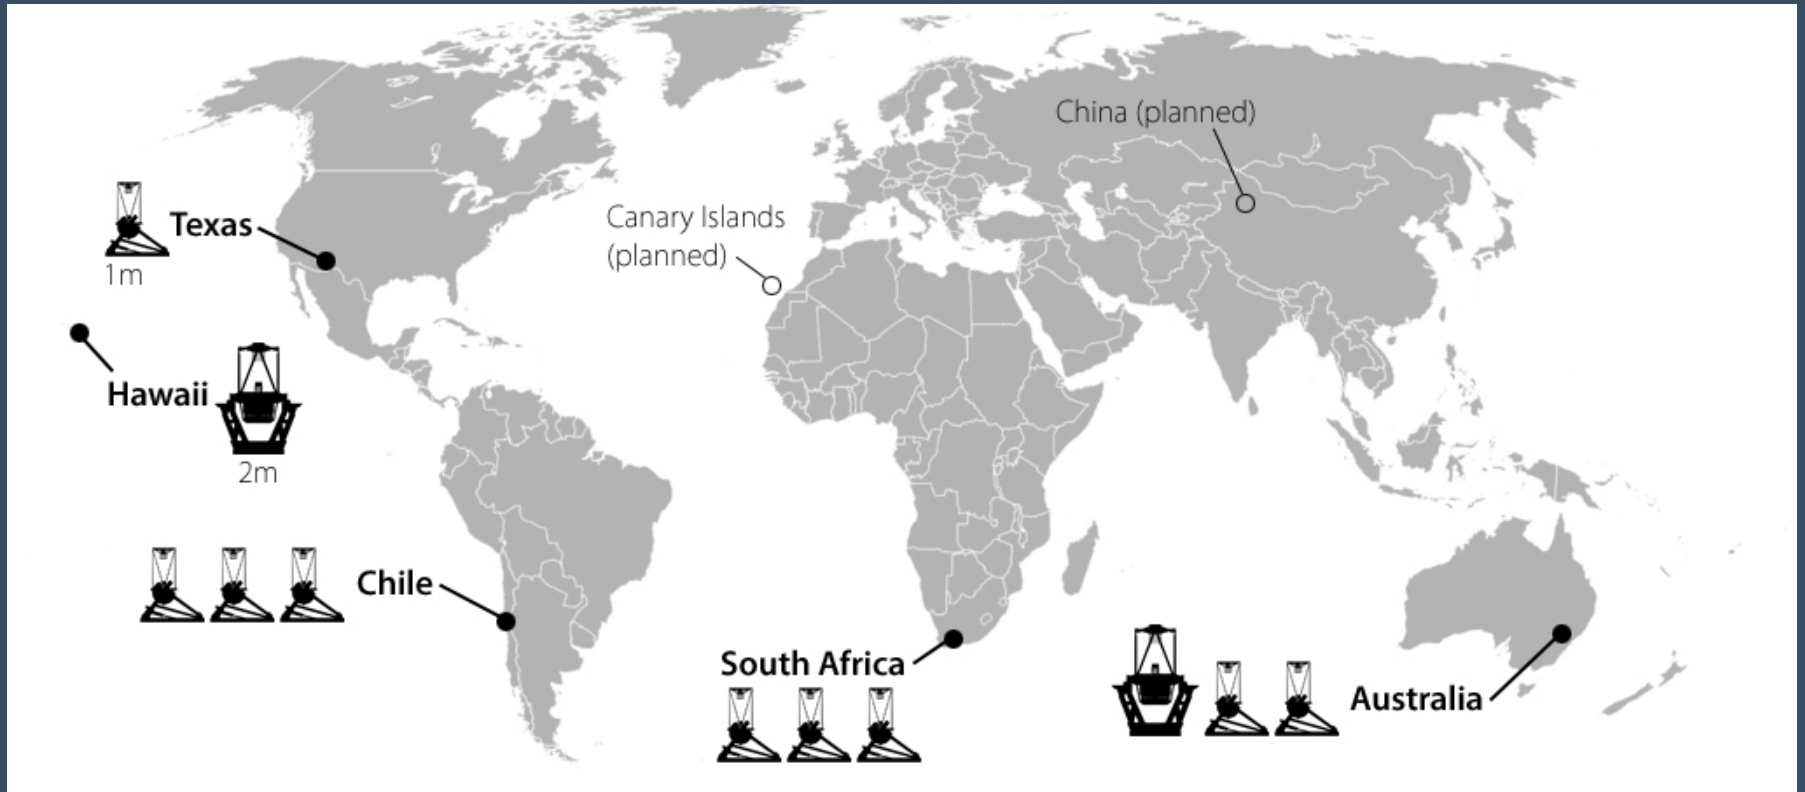 China (planned)
Canary Islands
(planned)
Texas
1m
Hawaii
2m
Chile
South Africa
Australia